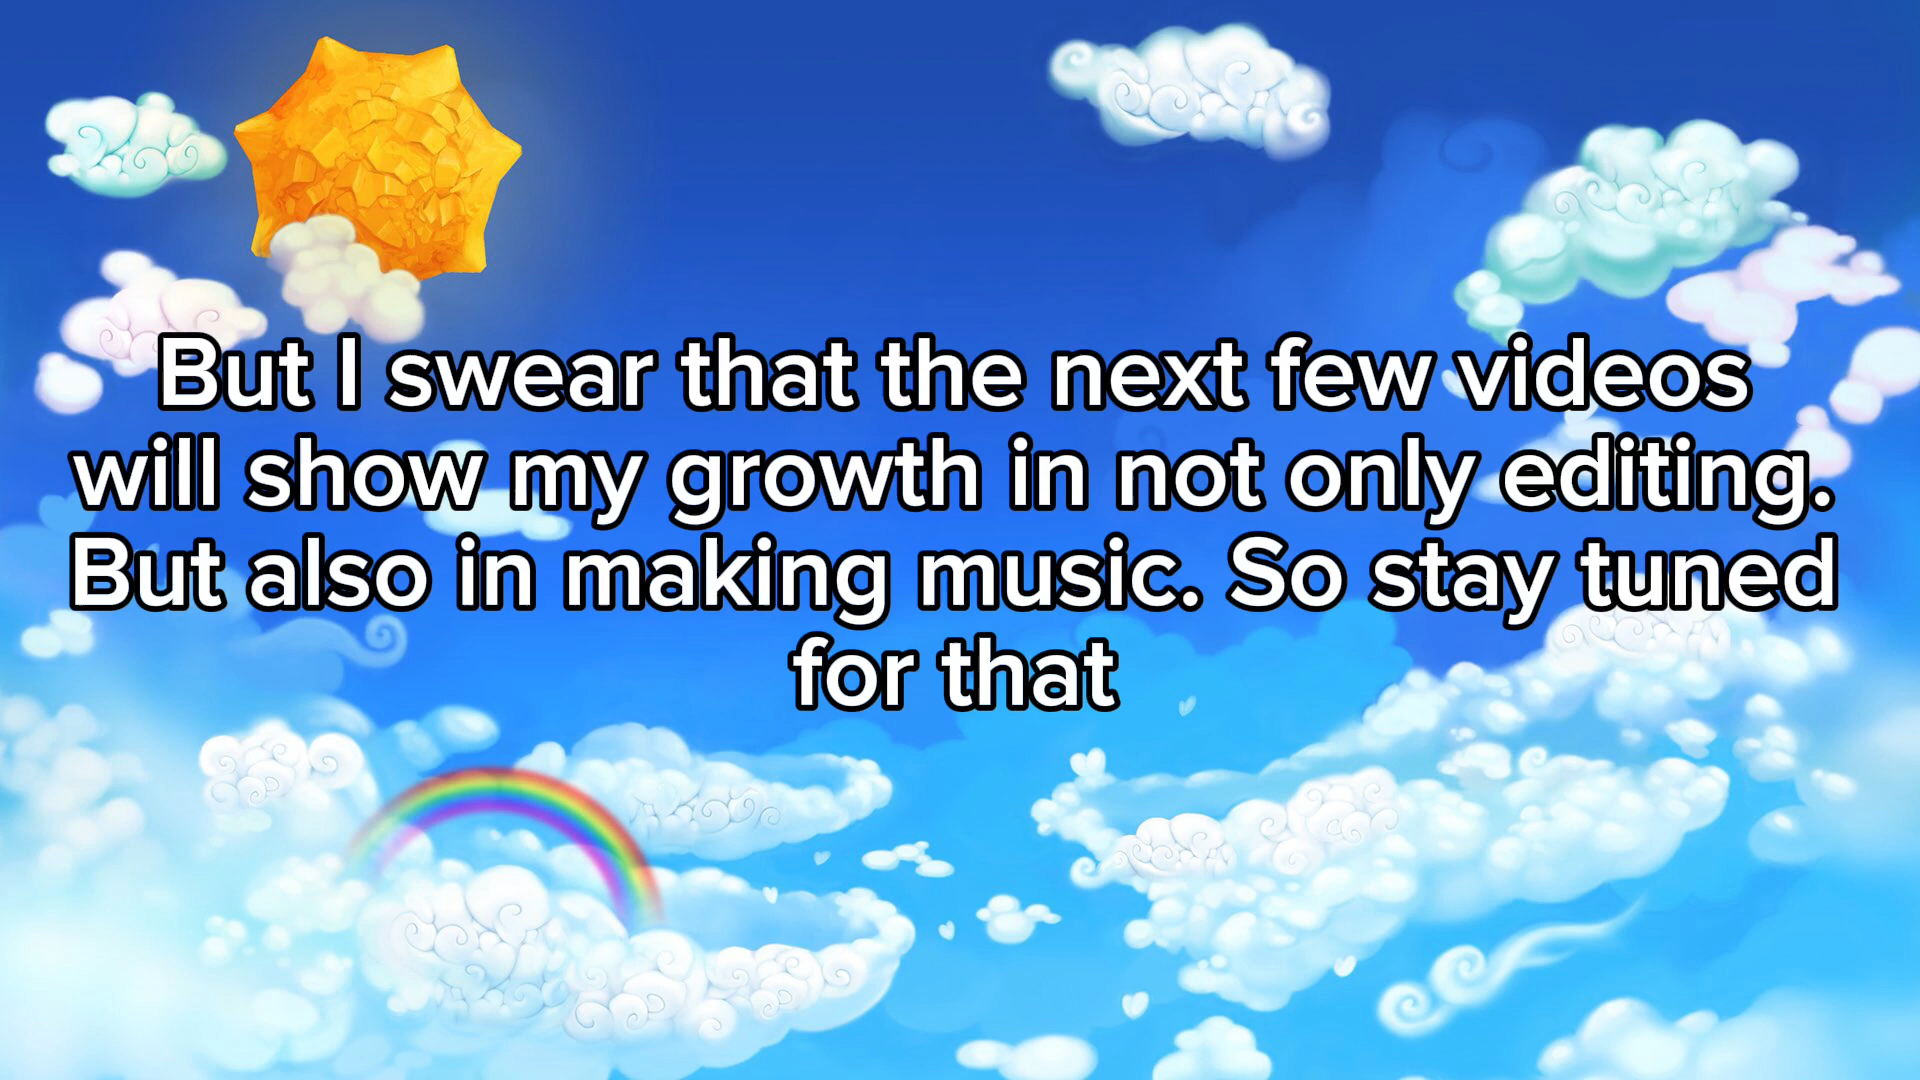 But I swear that the next few videos
will show my growth in not only editing.
But also in making music. So stay tuned
for that